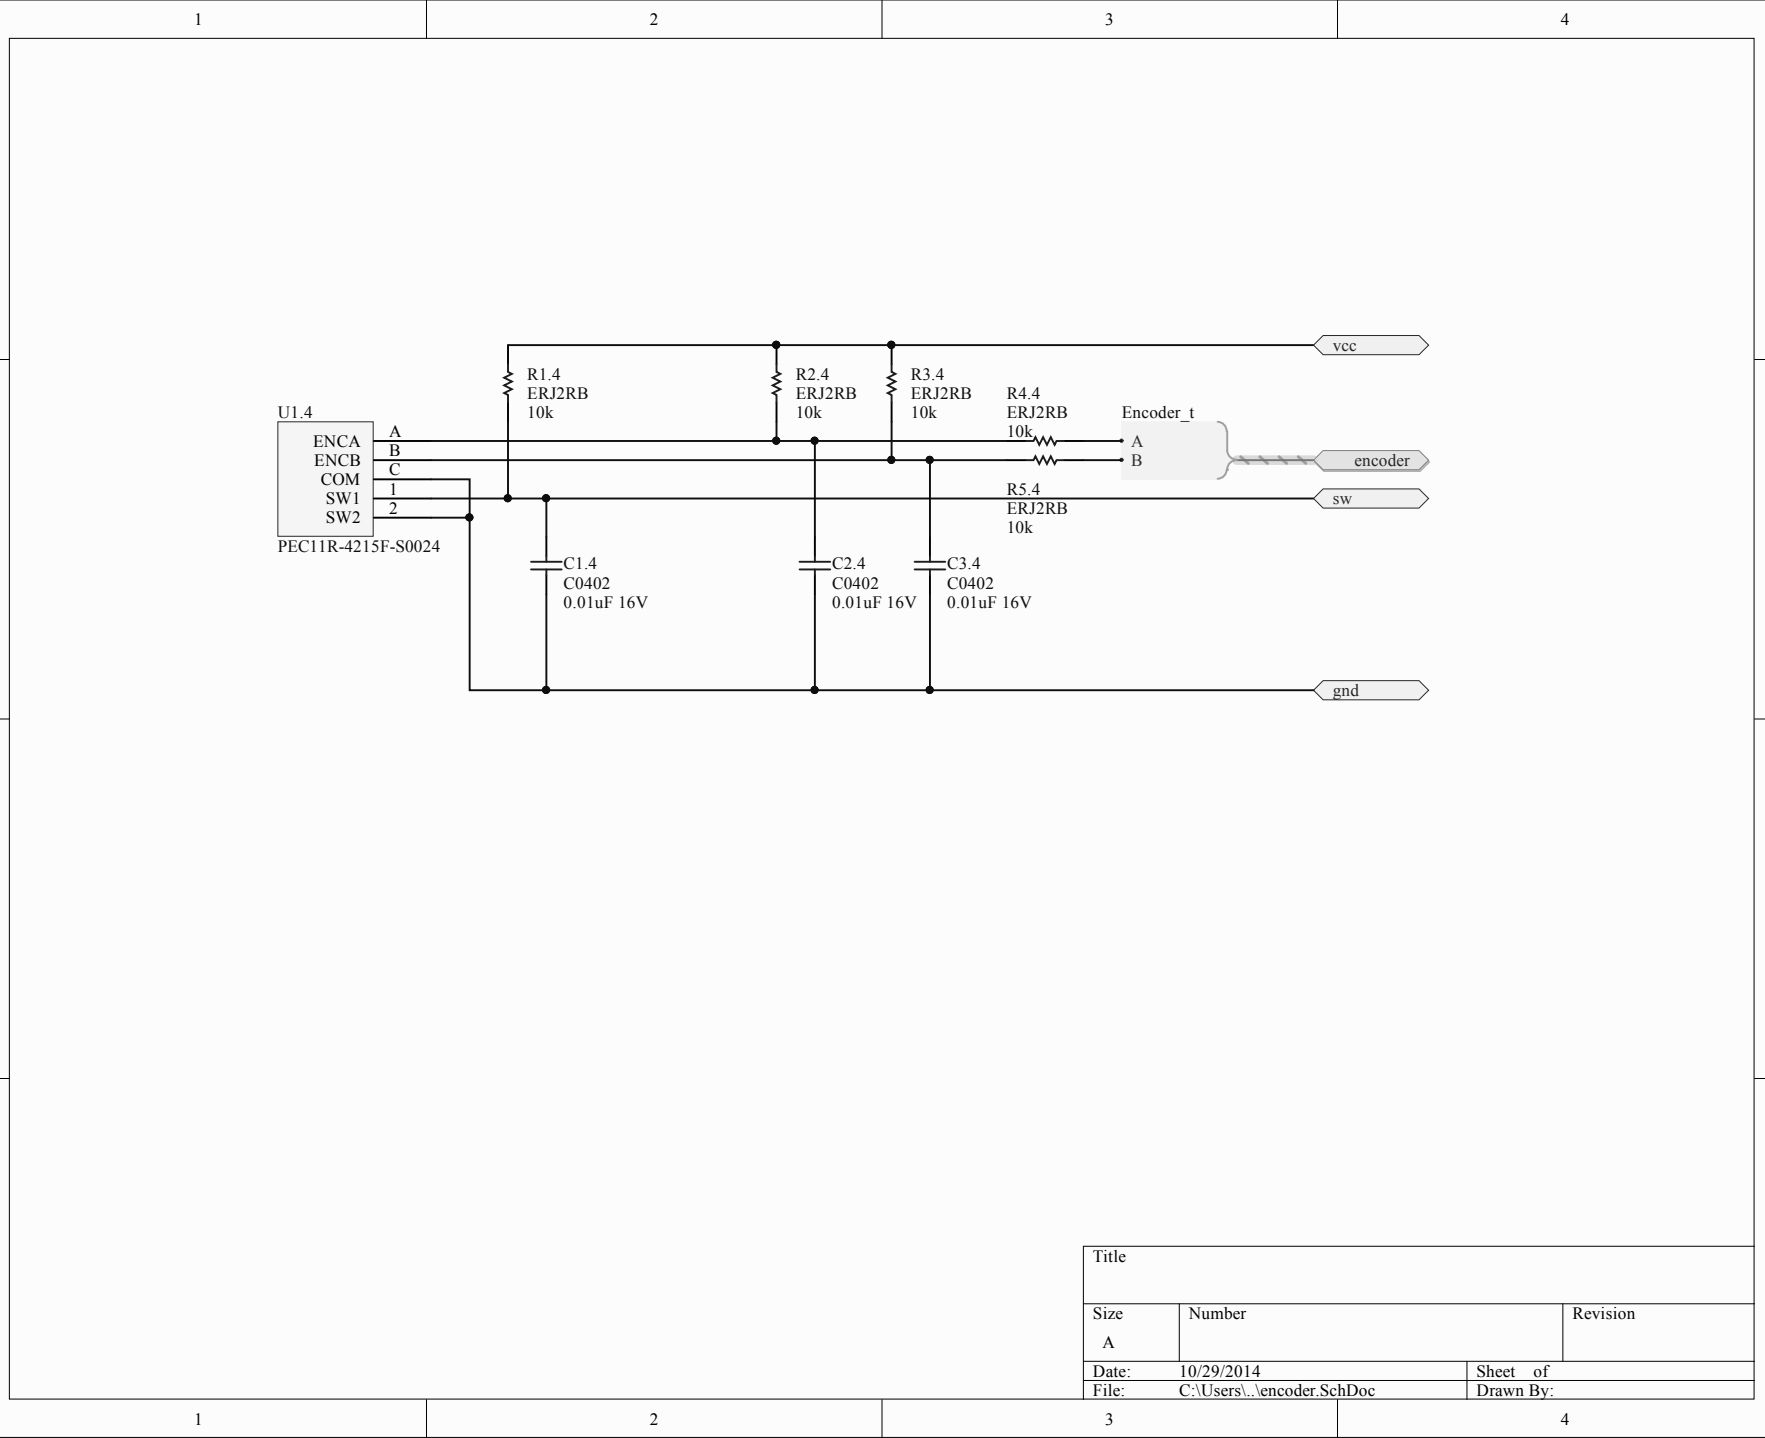 1 2 3 4
vcc
R1.4
ERJ2RB
10k
R2.4
ERJ2RB
10k
R3.4
ERJ2RB
10k
R4.4
ERJ2RB
10k
U1.4
ENCA A
ENCB B
COM C
SW1 1
SW2 2
PEC11R-4215F-S0024
Encoder_t
A
B
encoder
sw
R5.4
ERJ2RB
10k
C1.4
C0402
0.01uF 16V
C2.4
C0402
0.01uF 16V
C3.4
C0402
0.01uF 16V
gnd
Title
Size Number Revision
A
Date: 10/29/2014 Sheet of
File: C:\Users\..\encoder.SchDoc Drawn By:
1 2 3 4